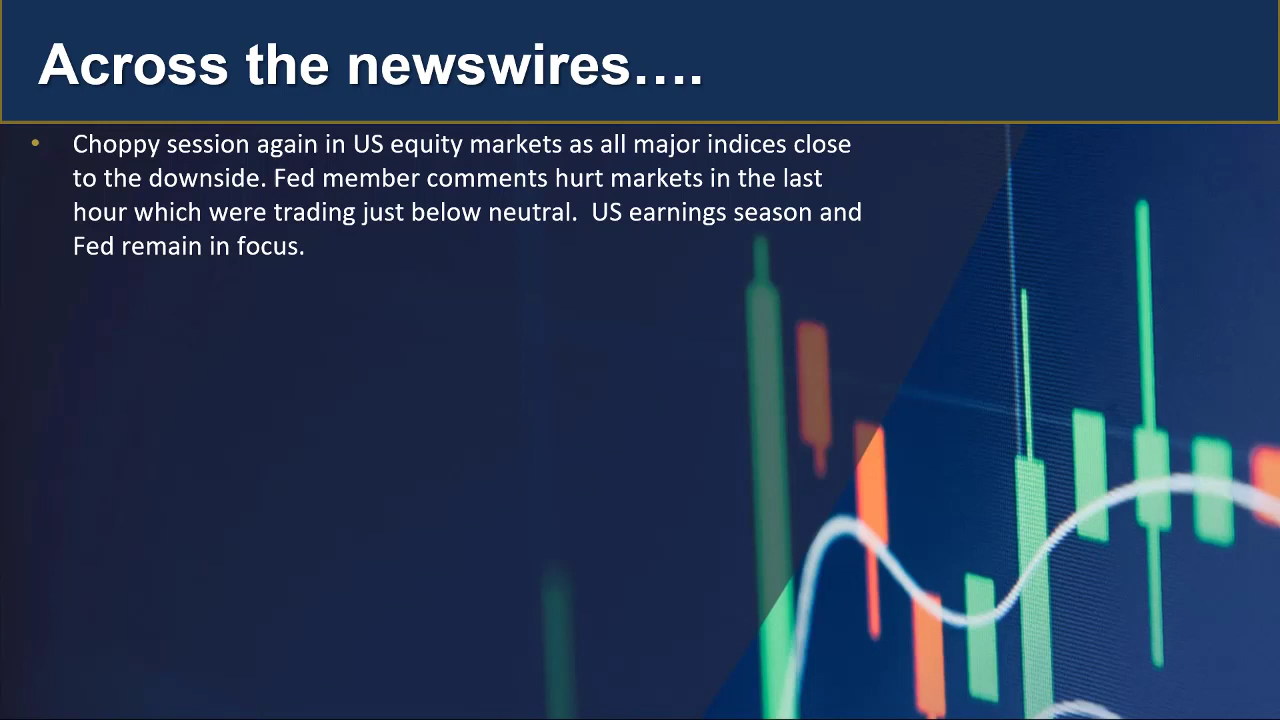 Across the newswires....
• Choppy session again in US equity markets as all major indices close
to the downside. Fed member comments hurt markets in the last
hour which were trading just below neutral.  US earnings season and
Fed remain in focus.